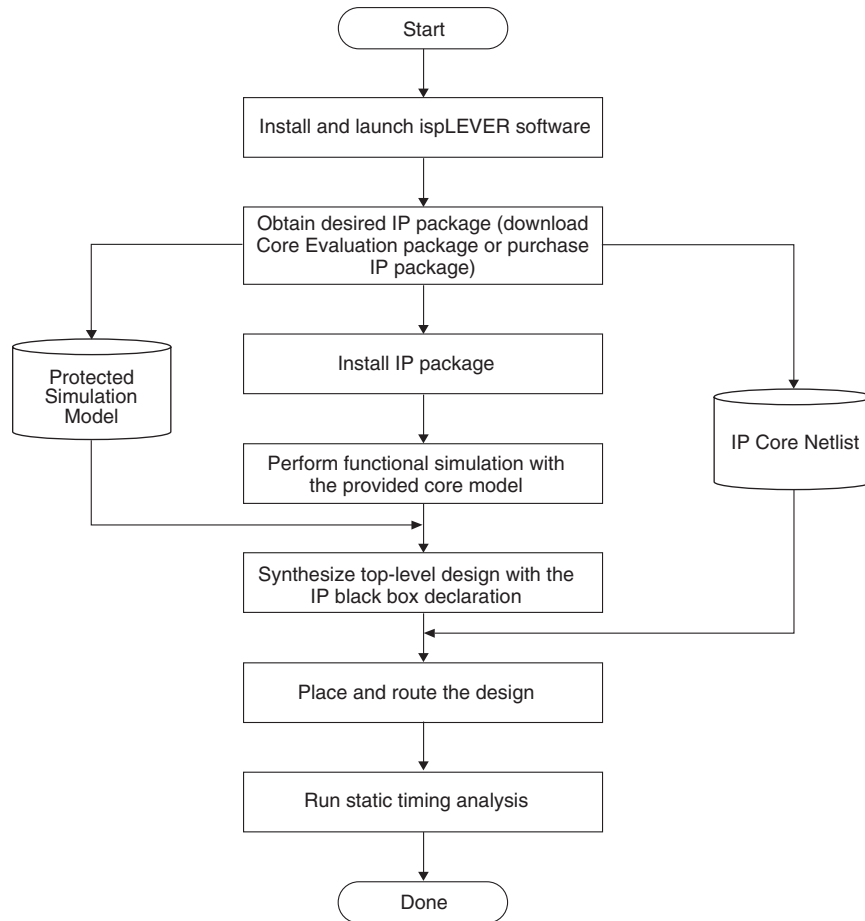 Start
Install and launch ispLEVER software
Obtain desired IP package (download
Core Evaluation package or purchase
IP package)
Protected
Simulation
Model
Install IP package
IP Core Netlist
Perform functional simulation with
the provided core model
Synthesize top-level design with the
IP black box declaration
Place and route the design
Run static timing analysis
Done